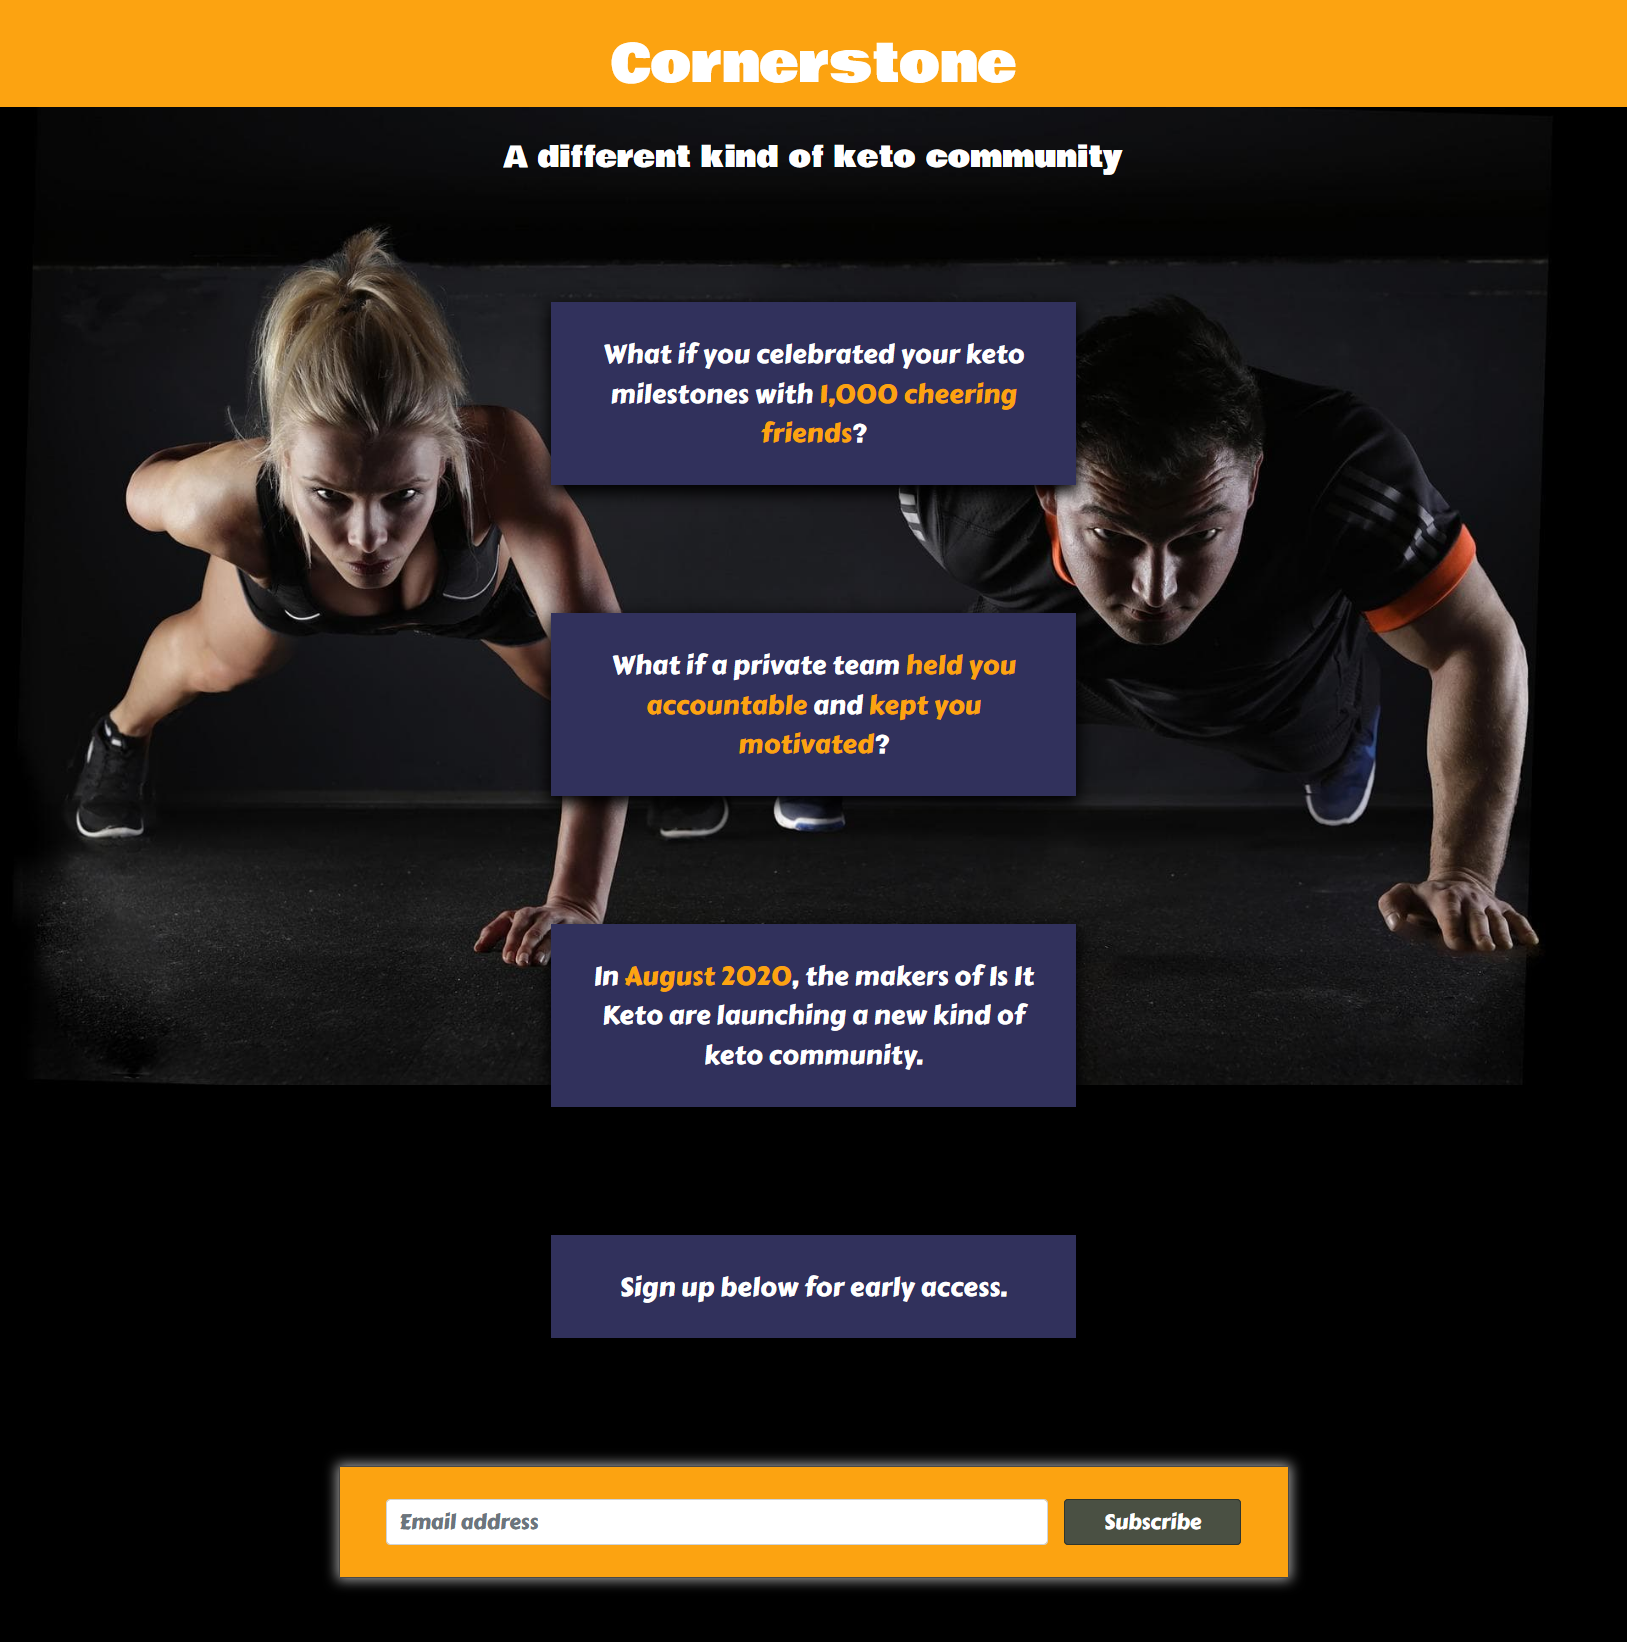 Cornerstone
A different kind of keto community
What if you celebrated your keto
milestones with 1,000 cheering
friends?
What if a private team held you
accountable and kept you
motivated?
In August 2020, the makers of Is It
Keto are launching a new kind of
keto community.
Sign up below for early access.
Email address
Subscribe